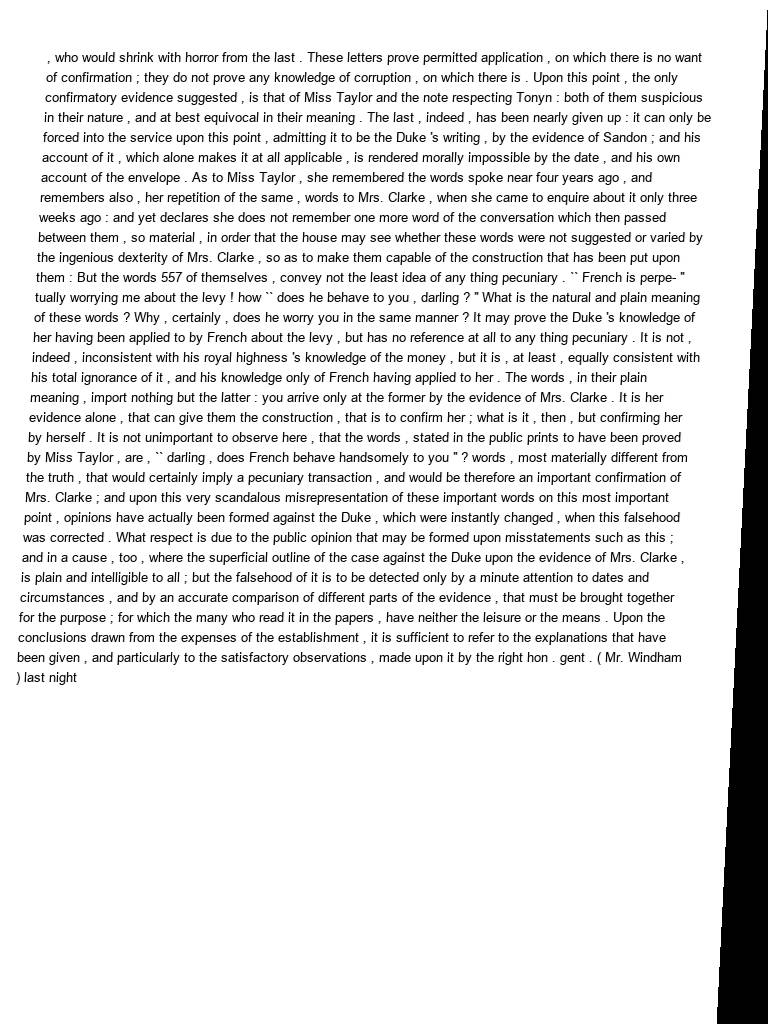 , who would shrink with horror from the last . These letters prove permitted application , on which there is no want
of confirmation ; they do not prove any knowledge of corruption , on which there is . Upon this point , the only
confirmatory evidence suggested , is that of Miss Taylor and the note respecting Tonyn : both of them suspicious
in their nature , and at best equivocal in their meaning . The last , indeed , has been nearly given up : it can only be
forced into the service upon this point , admitting it to be the Duke 's writing , by the evidence of Sandon ; and his
account of it , which alone makes it at all applicable , is rendered morally impossible by the date , and his own
account of the envelope . As to Miss Taylor , she remembered the words spoke near four years ago , and
remembers also , her repetition of the same , words to Mrs. Clarke , when she came to enquire about it only three
weeks ago : and yet declares she does not remember one more word of the conversation which then passed
between them , so material , in order that the house may see whether these words were not suggested or varied by
the ingenious dexterity of Mrs. Clarke , so as to make them capable of the construction that has been put upon
them : But the words 557 of themselves , convey not the least idea of any thing pecuniary . `` French is perpe- "
tually worrying me about the levy ! how `` does he behave to you , darling ? " What is the natural and plain meaning
of these words ? Why , certainly , does he worry you in the same manner ? It may prove the Duke 's knowledge of
her having been applied to by French about the levy , but has no reference at all to any thing pecuniary . It is not ,
indeed , inconsistent with his royal highness 's knowledge of the money , but it is , at least , equally consistent with
his total ignorance of it , and his knowledge only of French having applied to her . The words , in their plain
meaning , import nothing but the latter : you arrive only at the former by the evidence of Mrs. Clarke . It is her
evidence alone , that can give them the construction , that is to confirm her ; what is it , then , but confirming her
by herself . It is not unimportant to observe here , that the words , stated in the public prints to have been proved
by Miss Taylor , are , `` darling , does French behave handsomely to you " ? words , most materially different from
the truth , that would certainly imply a pecuniary transaction , and would be therefore an important confirmation of
Mrs. Clarke ; and upon this very scandalous misrepresentation of these important words on this most important
point , opinions have actually been formed against the Duke , which were instantly changed , when this falsehood
was corrected . What respect is due to the public opinion that may be formed upon misstatements such as this ;
and in a cause , too , where the superficial outline of the case against the Duke upon the evidence of Mrs. Clarke ,
is plain and intelligible to all ; but the falsehood of it is to be detected only by a minute attention to dates and
circumstances , and by an accurate comparison of different parts of the evidence , that must be brought together
for the purpose ; for which the many who read it in the papers , have neither the leisure or the means . Upon the
conclusions drawn from the expenses of the establishment , it is sufficient to refer to the explanations that have
been given , and particularly to the satisfactory observations , made upon it by the right hon . gent . ( Mr. Windham
) last night